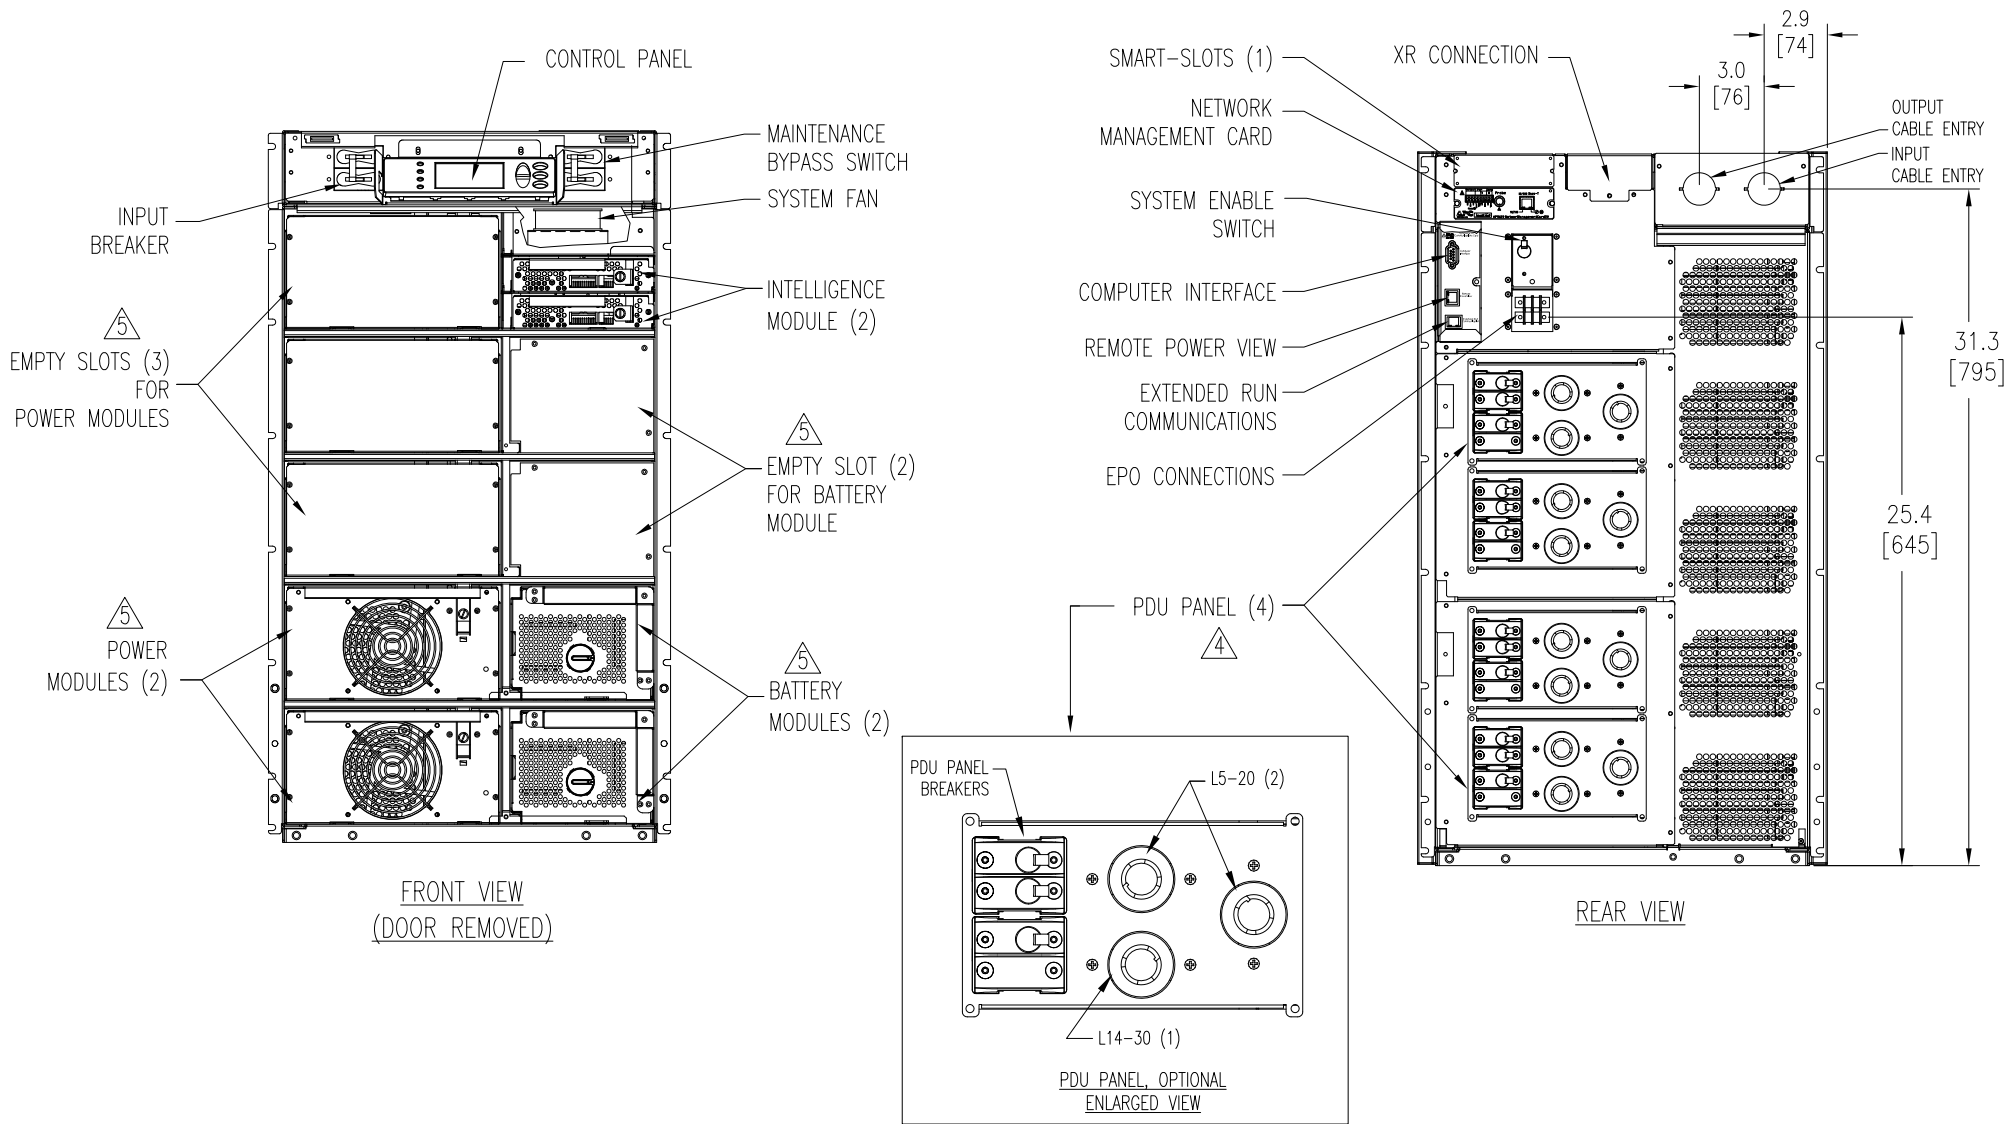 CONTROL PANEL
MAINTENANCE
BYPASS SWITCH
SYSTEM FAN
INPUT
BREAKER
INTELLIGENCE
MODULE (2)
5
EMPTY SLOTS (3)
FOR
POWER MODULES
5
EMPTY SLOT (2)
FOR BATTERY
MODULE
5
POWER
MODULES (2)
5
BATTERY
MODULES (2)
FRONT VIEW
(DOOR REMOVED)
SMART-SLOTS (1)
XR CONNECTION
2.9
[74]
3.0
[76]
NETWORK
MANAGEMENT CARD
OUTPUT
CABLE ENTRY
INPUT
CABLE ENTRY
SYSTEM ENABLE
SWITCH
COMPUTER INTERFACE
REMOTE POWER VIEW
EXTENDED RUN
COMMUNICATIONS
EPO CONNECTIONS
31.3
[795]
25.4
[645]
PDU PANEL (4)
4
REAR VIEW
PDU PANEL
BREAKERS
L5-20 (2)
L14-30 (1)
PDU PANEL, OPTIONAL
ENLARGED VIEW